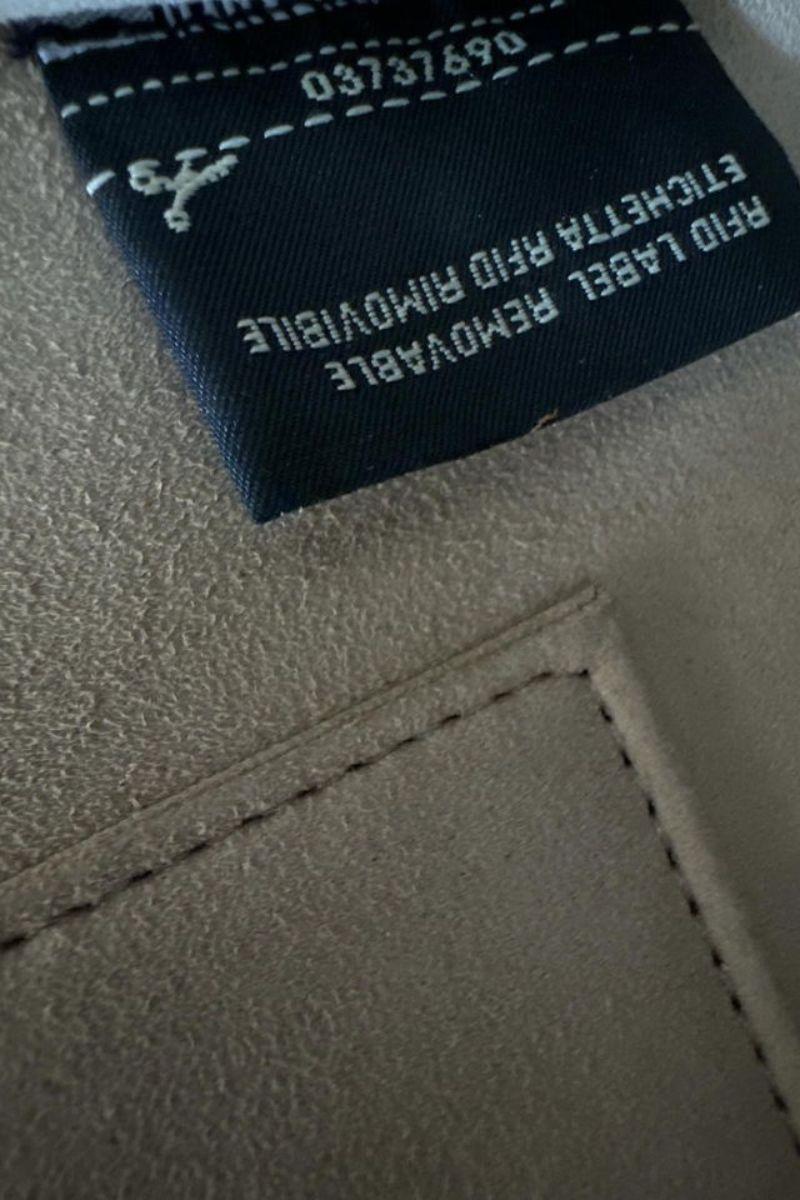 03737690
RFID LABEL REMOVABLE
ETICHETTA RFID RIMOVIBILE